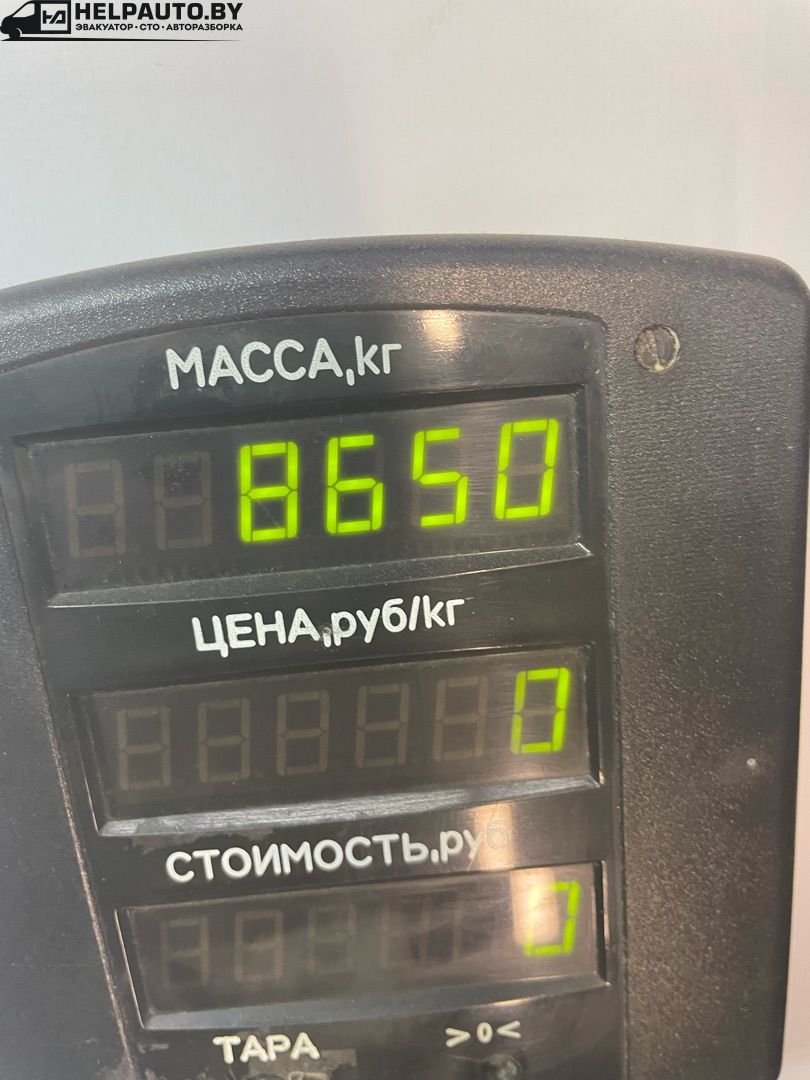 HELPAUTO.BY
ЭВАКУАТОР·СТО·АВТОРАЗБОРКА
МАССА,кг
8650
ЦЕНА,руб/кг
0
СТОИМОСТЬ,руб
0
ТАРА >0<